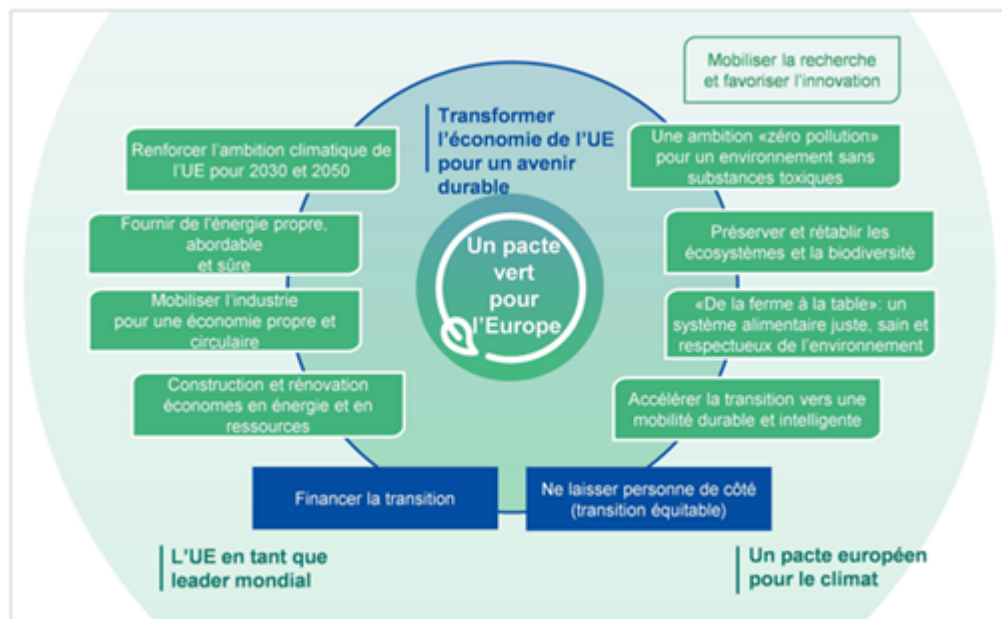 Mobiliser la recherche
et favoriser l'innovation
Transformer
l'économie de l'UE
pour un avenir
durable
Renforcer l'ambition climatique de
l'UE pour 2030 et 2050
Fournir de l'énergie propre,
abordable
et sûre
Mobiliser l'industrie
pour une économie propre et
circulaire
Construction et rénovation
économes en énergie et en
ressources
Un pacte
vert
pour
l'Europe
Une ambition «zéro pollution»
pour un environnement sans
substances toxiques
Préserver et rétablir les
écosystèmes et la biodiversité
«De la ferme à la table»: un
système alimentaire juste, sain et
respectueux de l'environnement
Accélérer la transition vers une
mobilité durable et intelligente
Financer la transition
Ne laisser personne de côté
(transition équitable)
L'UE en tant que
leader mondial
Un pacte européen
pour le climat